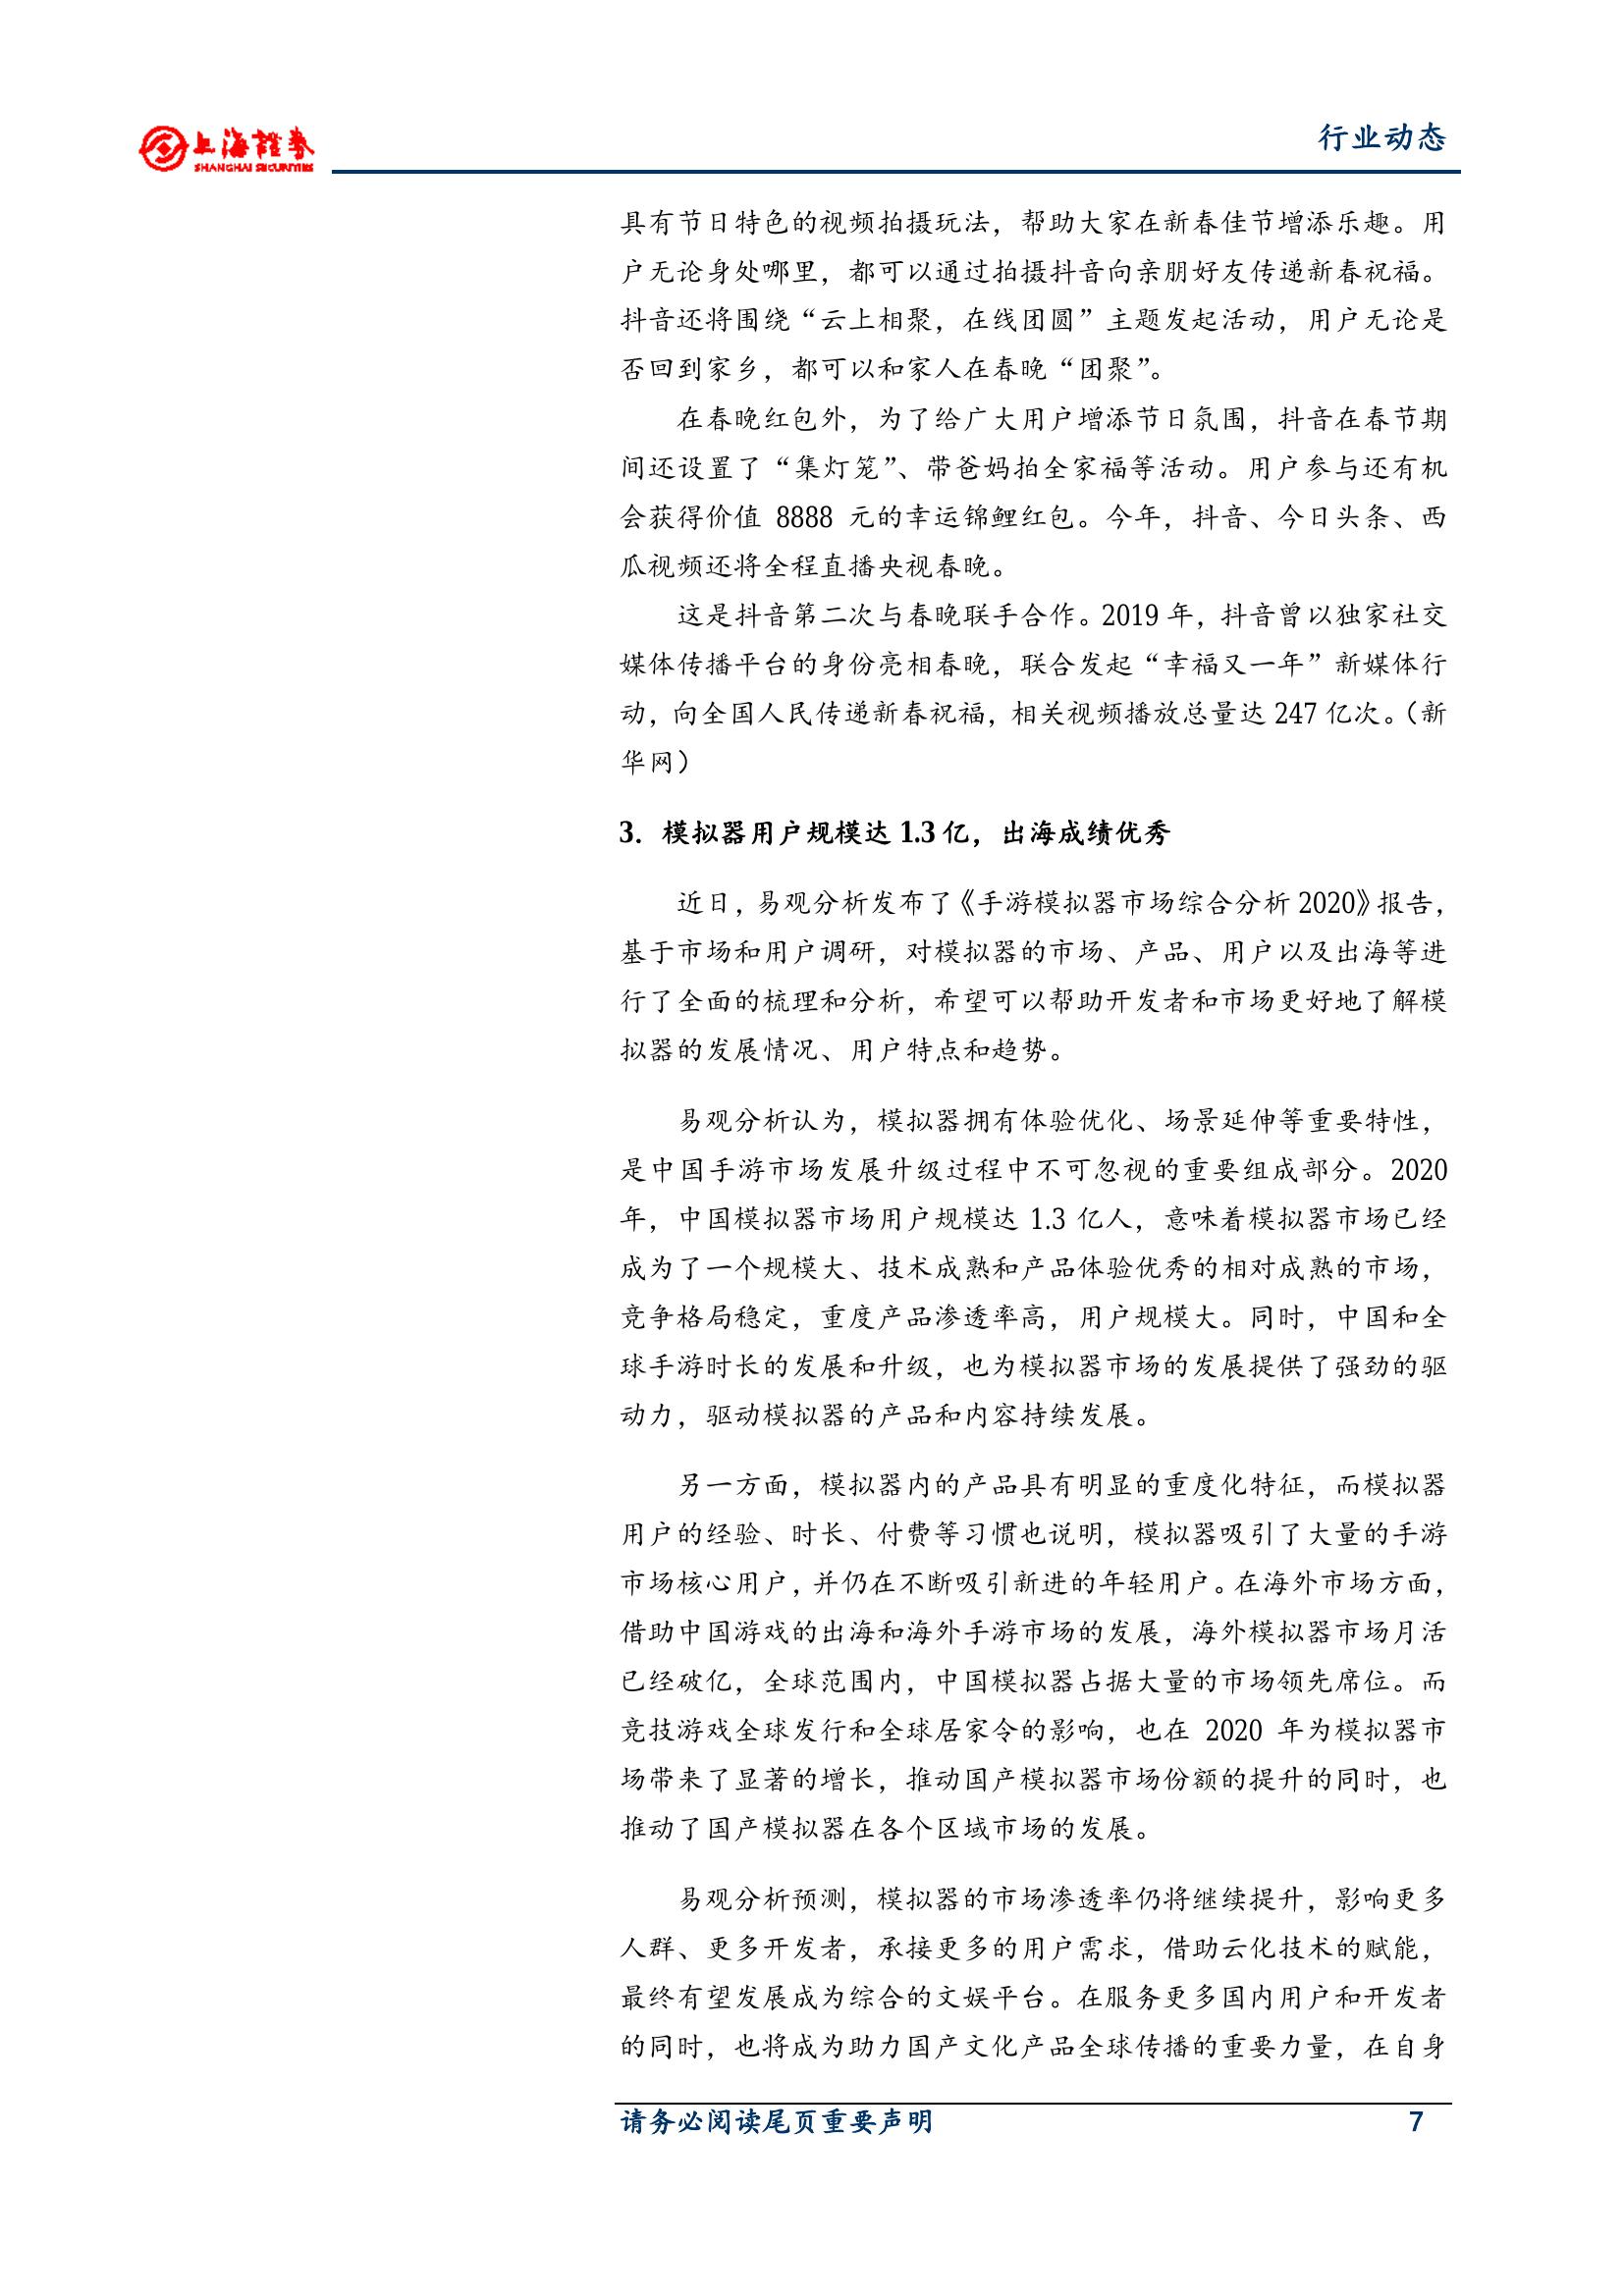 上海證券
SHANGHAI SECURITIES
行业动态
具有节日特色的视频拍摄玩法，帮助大家在新春佳节增添乐趣。用
户无论身处哪里，都可以通过拍摄抖音向亲朋好友传递新春祝福。
抖音还将围绕“云上相聚，在线团圆”主题发起活动，用户无论是
否回到家乡，都可以和家人在春晚“团聚”。
在春晚红包外，为了给广大用户增添节日氛围，抖音在春节期
间还设置了“集灯笼”、带爸妈拍全家福等活动。用户参与还有机
会获得价值 8888 元的幸运锦鲤红包。今年，抖音、今日头条、西
瓜视频还将全程直播央视春晚。
这是抖音第二次与春晚联手合作。2019 年，抖音曾以独家社交
媒体传播平台的身份亮相春晚，联合发起“幸福又一年”新媒体行
动，向全国人民传递新春祝福，相关视频播放总量达 247 亿次。（新
华网）
3．模拟器用户规模达 1.3 亿，出海成绩优秀
近日，易观分析发布了《手游模拟器市场综合分析 2020》报告，
基于市场和用户调研，对模拟器的市场、产品、用户以及出海等进
行了全面的梳理和分析，希望可以帮助开发者和市场更好地了解模
拟器的发展情况、用户特点和趋势。
易观分析认为，模拟器拥有体验优化、场景延伸等重要特性，
是中国手游市场发展升级过程中不可忽视的重要组成部分。2020
年，中国模拟器市场用户规模达 1.3 亿人，意味着模拟器市场已经
成为了一个规模大、技术成熟和产品体验优秀的相对成熟的市场，
竞争格局稳定，重度产品渗透率高，用户规模大。同时，中国和全
球手游时长的发展和升级，也为模拟器市场的发展提供了强劲的驱
动力，驱动模拟器的产品和内容持续发展。
另一方面，模拟器内的产品具有明显的重度化特征，而模拟器
用户的经验、时长、付费等习惯也说明，模拟器吸引了大量的手游
市场核心用户，并仍在不断吸引新进的年轻用户。在海外市场方面，
借助中国游戏的出海和海外手游市场的发展，海外模拟器市场月活
已经破亿，全球范围内，中国模拟器占据大量的市场领先席位。而
竞技游戏全球发行和全球居家令的影响，也在 2020 年为模拟器市
场带来了显著的增长，推动国产模拟器市场份额的提升的同时，也
推动了国产模拟器在各个区域市场的发展。
易观分析预测，模拟器的市场渗透率仍将继续提升，影响更多
人群、更多开发者，承接更多的用户需求，借助云化技术的赋能，
最终有望发展成为综合的文娱平台。在服务更多国内用户和开发者
的同时，也将成为助力国产文化产品全球传播的重要力量，在自身
请务必阅读尾页重要声明
7